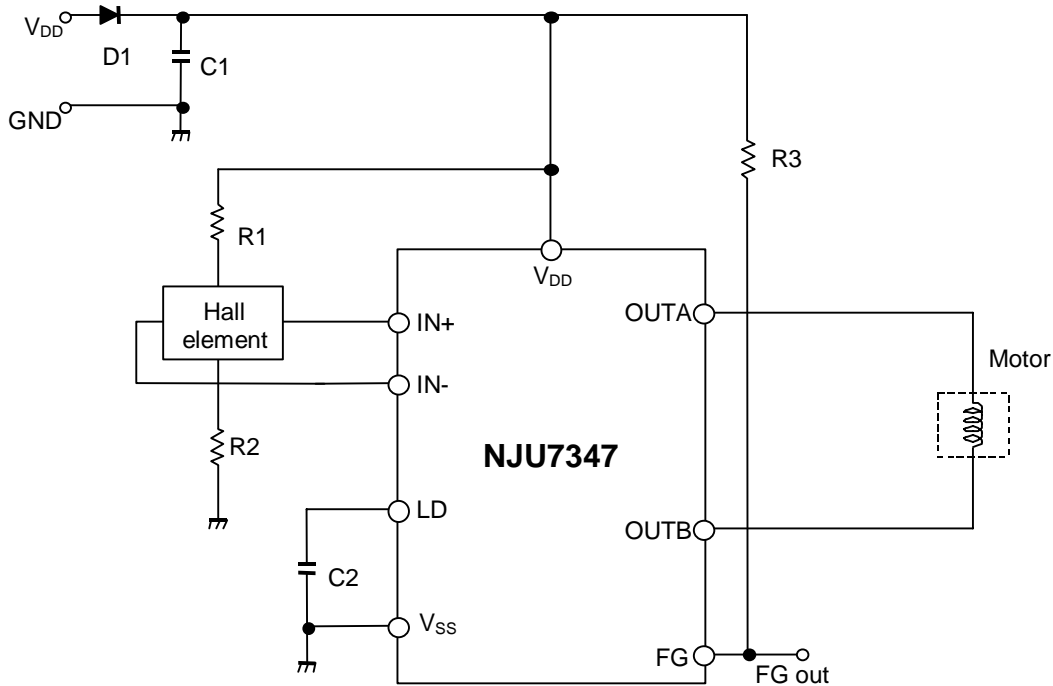 VDD
D1
C1
GND
R3
R1
VDD
Hall
element
IN+
OUTA
Motor
IN-
R2
NJU7347
LD
OUTB
C2
VSS
FG
FG out